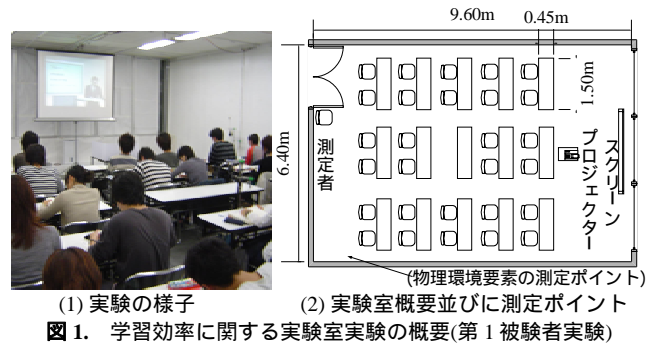 9.60m
0.45m
1.50m
6.40m
測定者
プロジェクター
スクリーン
(物理環境要素の測定ポイント)
(1) 実験の様子
(2) 実験室概要並びに測定ポイント
図 1. 学習効率に関する実験室実験の概要(第 1 被験者実験)